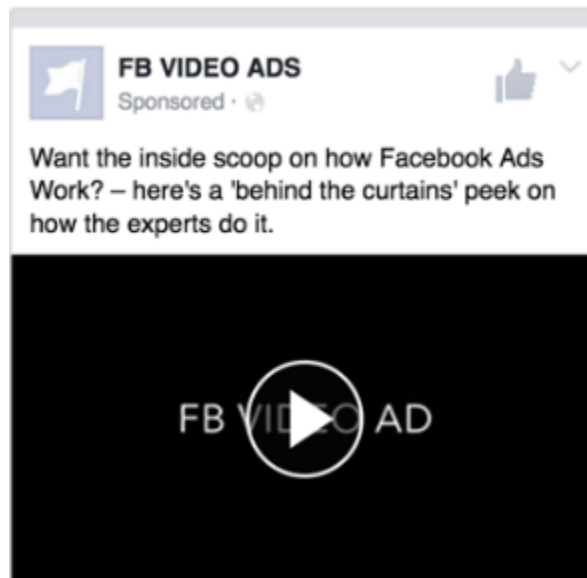 FB VIDEO ADS
Sponsored ·
Want the inside scoop on how Facebook Ads
Work? – here's a 'behind the curtains' peek on
how the experts do it.
FB VIDEO AD